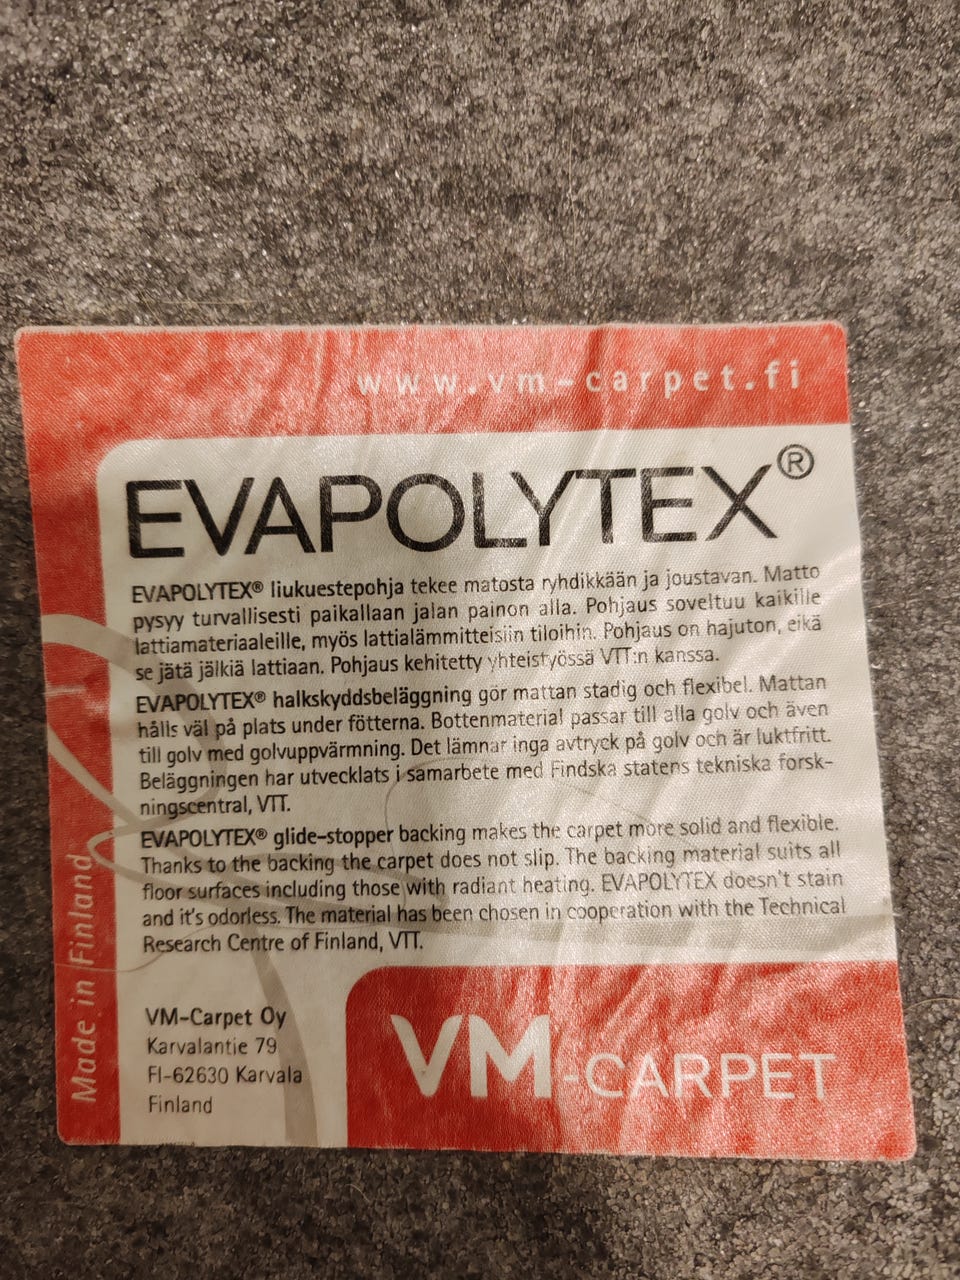 www.vm-carpet.fi
EVAPOLYTEX®
EVAPOLYTEX® liukuestepohja tekee matosta ryhdikkään ja joustavan. Matto
pysyy turvallisesti paikallaan jalan painon alla. Pohjaus soveltuu kaikille
lattiamateriaaleille, myös lattialämmitteisiin tiloihin. Pohjaus on hajuton, eikä
se jätä jälkiä lattiaan. Pohjaus kehitetty yhteistyössä VTT:n kanssa.
EVAPOLYTEX® halkskyddsbeläggning gör mattan stadig och flexibel. Mattan
hålls väl på plats under fötterna. Bottenmaterial passar till alla golv och även
till golv med golvuppvärmning. Det lämnar inga avtryck på golv och är luktfritt.
Beläggningen har utvecklats i samarbete med Findska statens tekniska forsk-
ningscentral, VTT.
EVAPOLYTEX® glide-stopper backing makes the carpet more solid and flexible.
Thanks to the backing the carpet does not slip. The backing material suits all
floor surfaces including those with radiant heating. EVAPOLYTEX doesn't stain
and it's odorless. The material has been chosen in cooperation with the Technical
Research Centre of Finland, VTT.
Made in Finland
VM-Carpet Oy
Karvalantie 79
FI-62630 Karvala
Finland
VM-CARPET